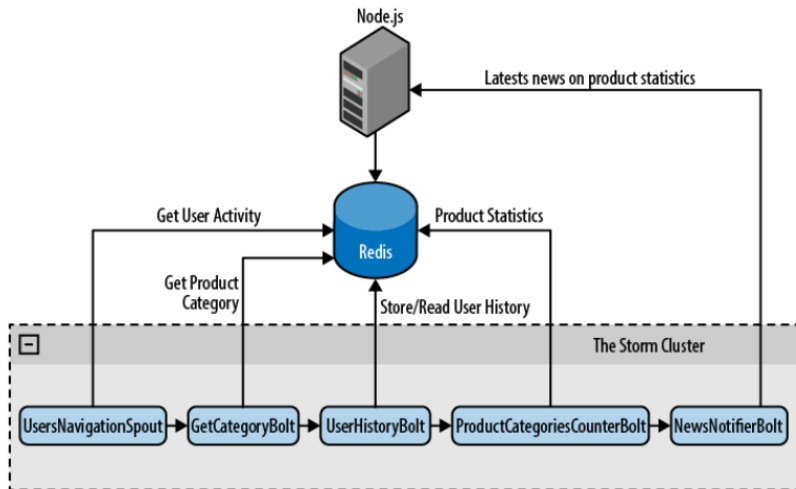 Node.js
Latests news on product statistics
Get User Activity
Product Statistics
Redis
Get Product
Category
Store/Read User History
The Storm Cluster
UsersNavigationSpout
GetCategoryBolt
UserHistoryBolt
ProductCategoriesCounterBolt
NewsNotifierBolt